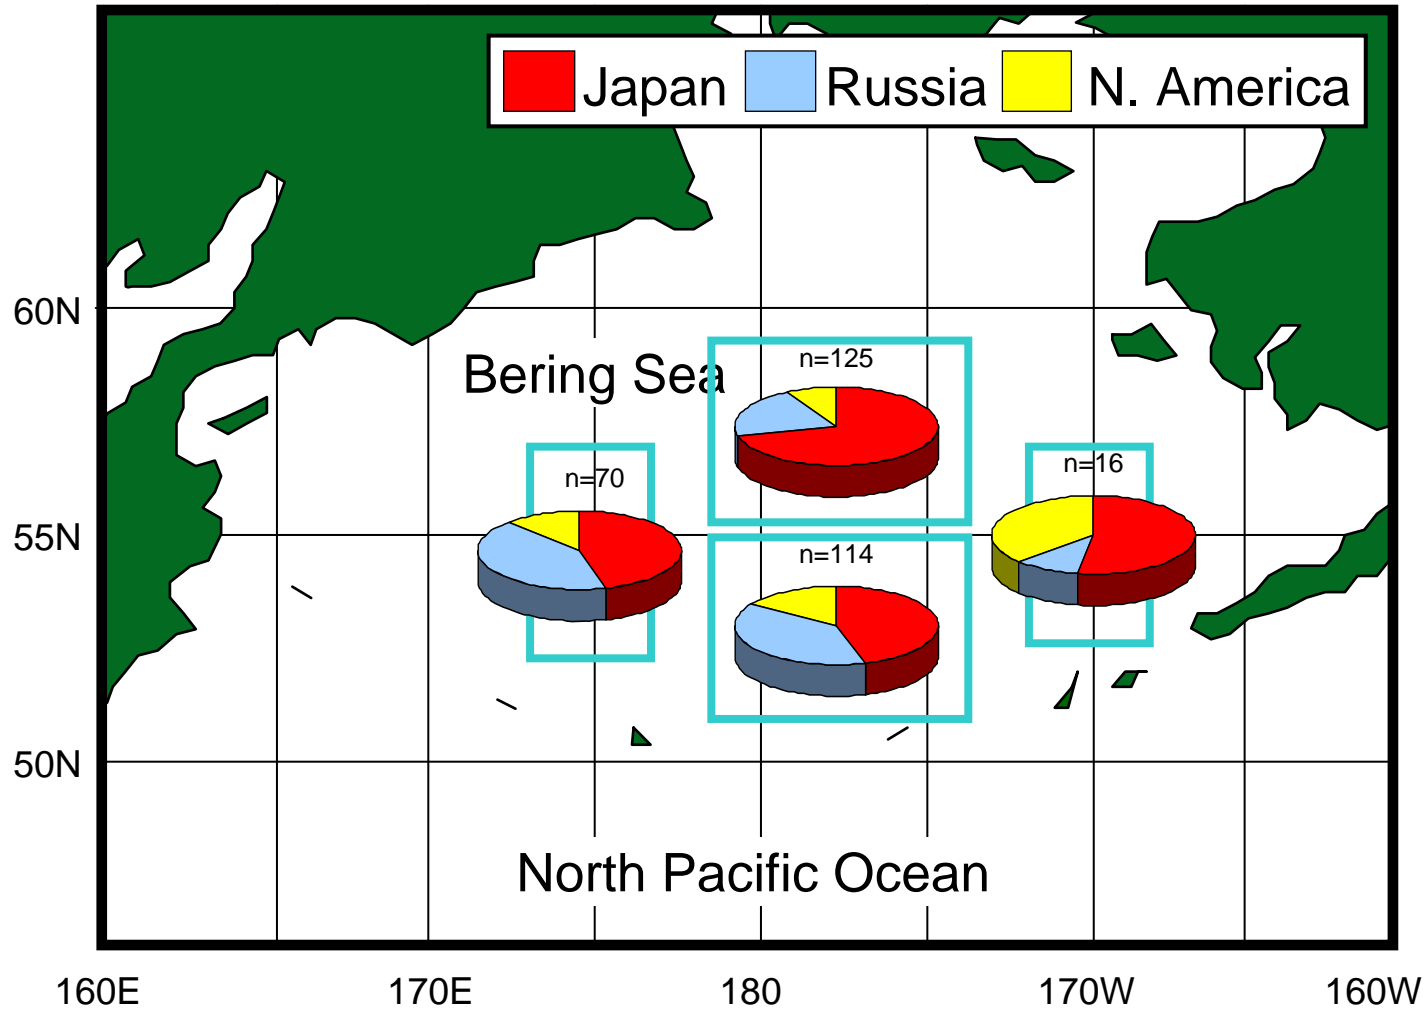 Japan Russia N. America
60N
Bering Sea
n=125
n=70
n=16
55N
n=114
50N
North Pacific Ocean
160E 170E 180 170W 160W